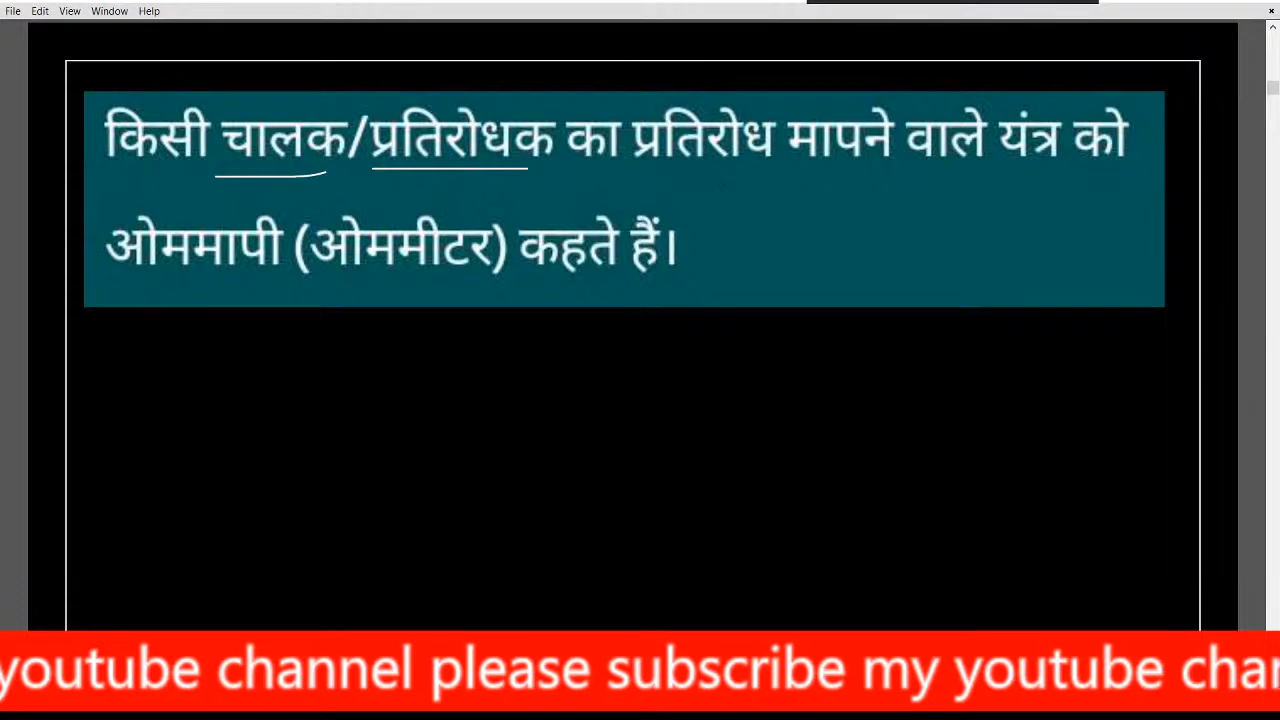 File Edit View Window Help
किसी चालक/प्रतिरोधक का प्रतिरोध मापने वाले यंत्र को
ओममापी (ओममीटर) कहते हैं।
youtube channel please subscribe my youtube chan